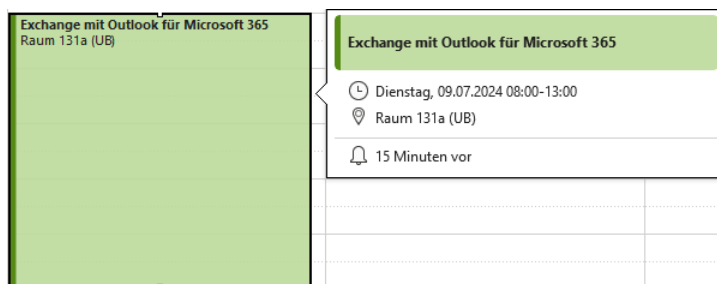 Exchange mit Outlook für Microsoft 365
Raum 131a (UB)
Exchange mit Outlook für Microsoft 365
Dienstag, 09.07.2024 08:00-13:00
Raum 131a (UB)
15 Minuten vor